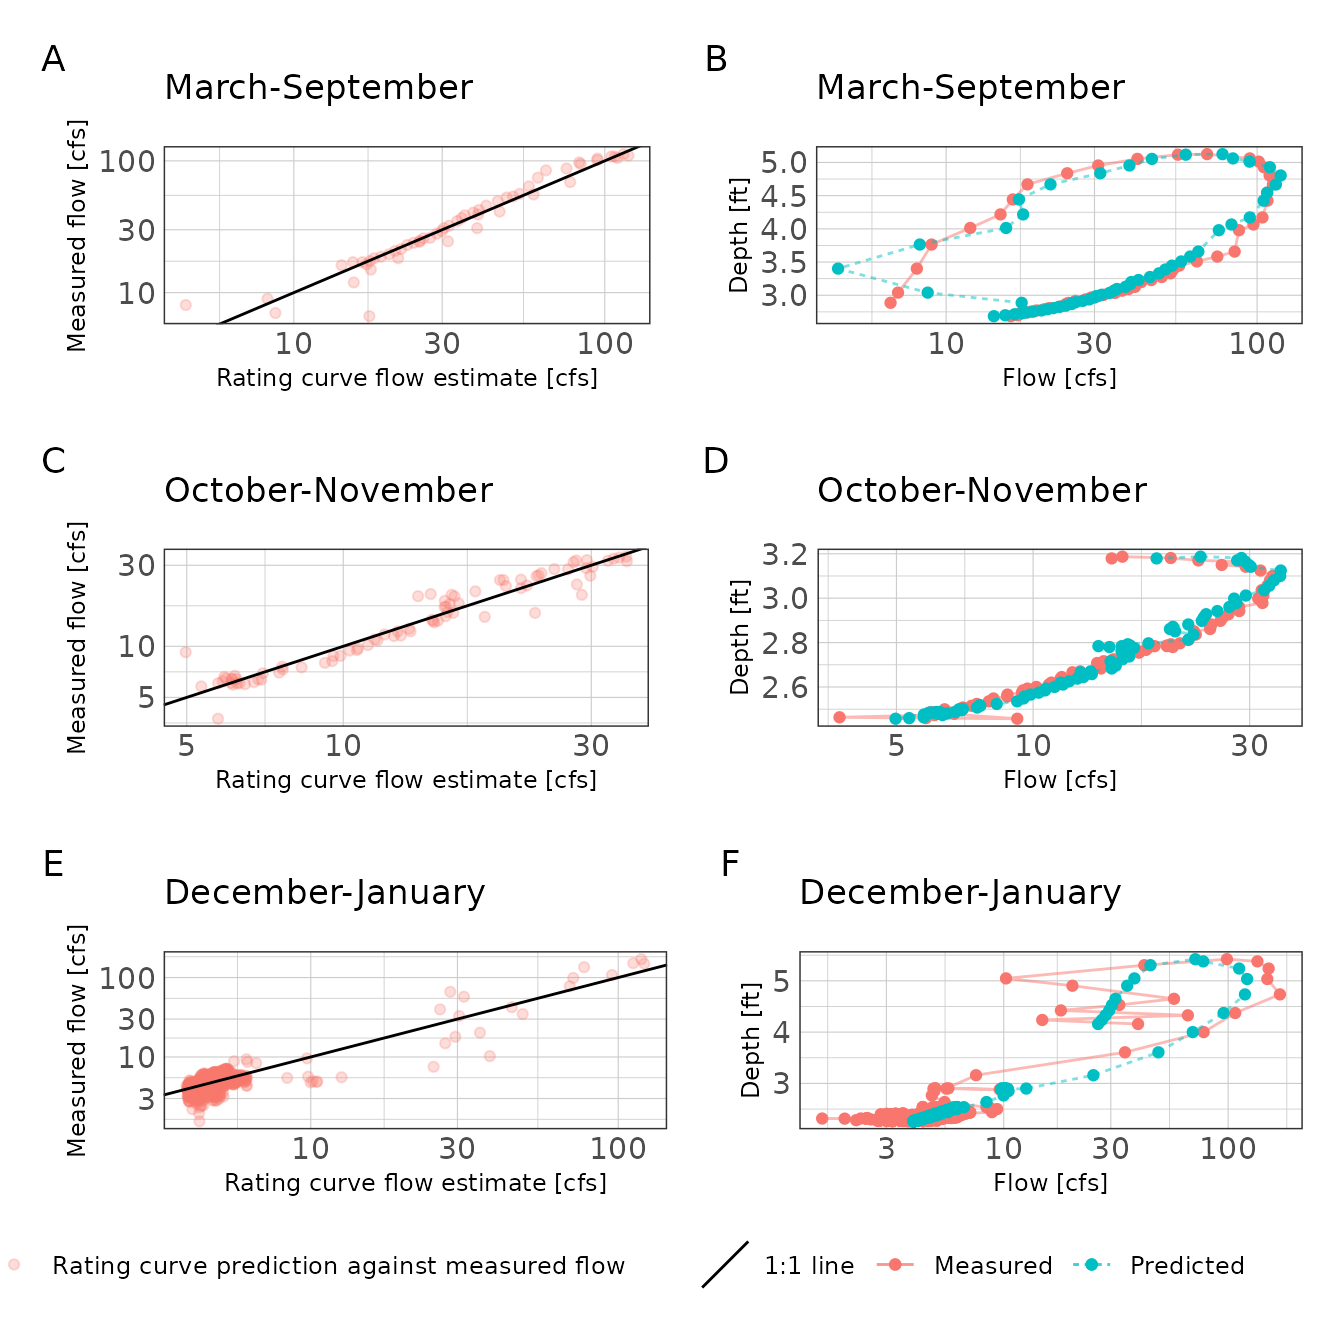 A
March-September
Measured flow [cfs]
100
30
10
10 30 100
Rating curve flow estimate [cfs]
B
March-September
Depth [ft]
5.0
4.5
4.0
3.5
3.0
10 30 100
Flow [cfs]
C
October-November
Measured flow [cfs]
30
10
5
5 10 30
Rating curve flow estimate [cfs]
D
October-November
Depth [ft]
3.2
3.0
2.8
2.6
5 10 30
Flow [cfs]
E
December-January
Measured flow [cfs]
100
30
10
3
10 30 100
Rating curve flow estimate [cfs]
F
December-January
Depth [ft]
5
4
3
3 10 30 100
Flow [cfs]
Rating curve prediction against measured flow
1:1 line Measured Predicted